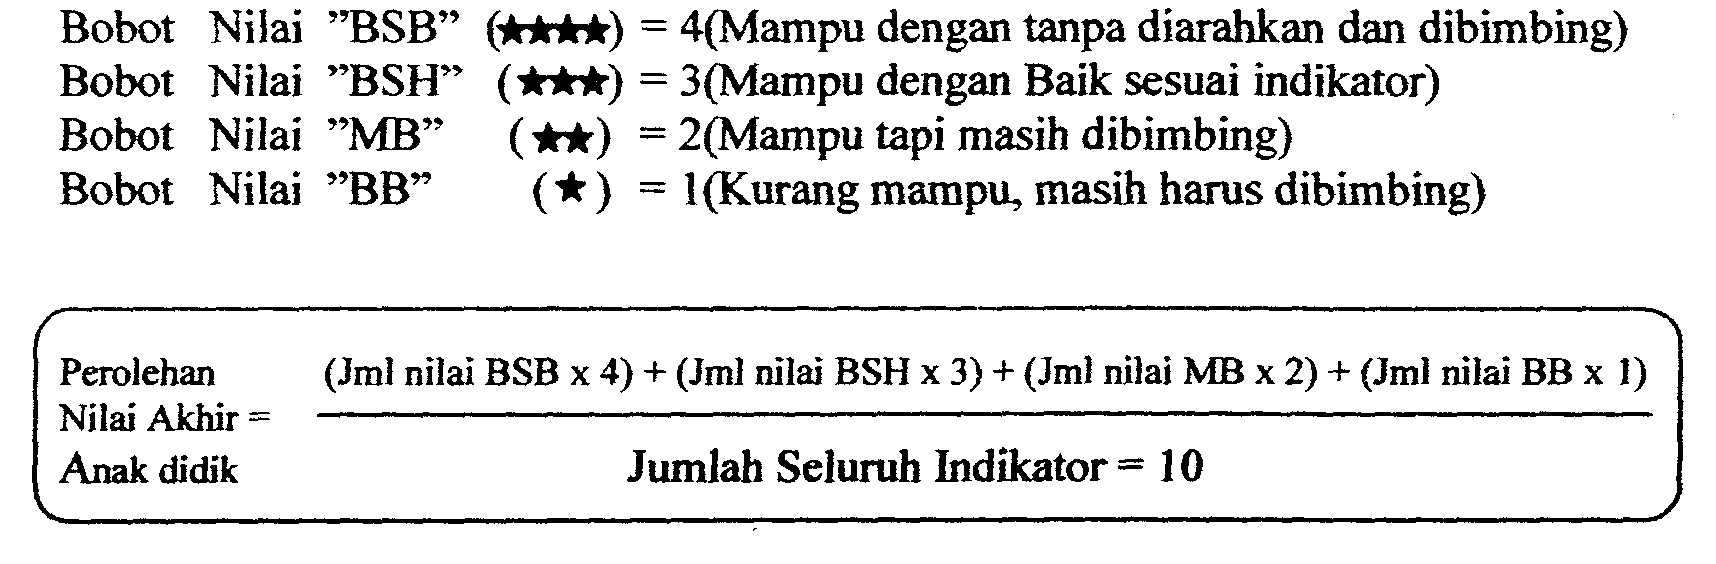 Bobot Nilai ”BSB” (★★★★) = 4(Mampu dengan tanpa diarahkan dan dibimbing)
Bobot Nilai ”BSH” (★★★) = 3(Mampu dengan Baik sesuai indikator)
Bobot Nilai ”MB” (★★) = 2(Mampu tapi masih dibimbing)
Bobot Nilai ”BB” (★) = 1(Kurang mampu, masih harus dibimbing)
Perolehan (Jml nilai BSB x 4) + (Jml nilai BSH x 3) + (Jml nilai MB x 2) + (Jml nilai BB x 1)
Nilai Akhir =
Anak didik Jumlah Seluruh Indikator = 10